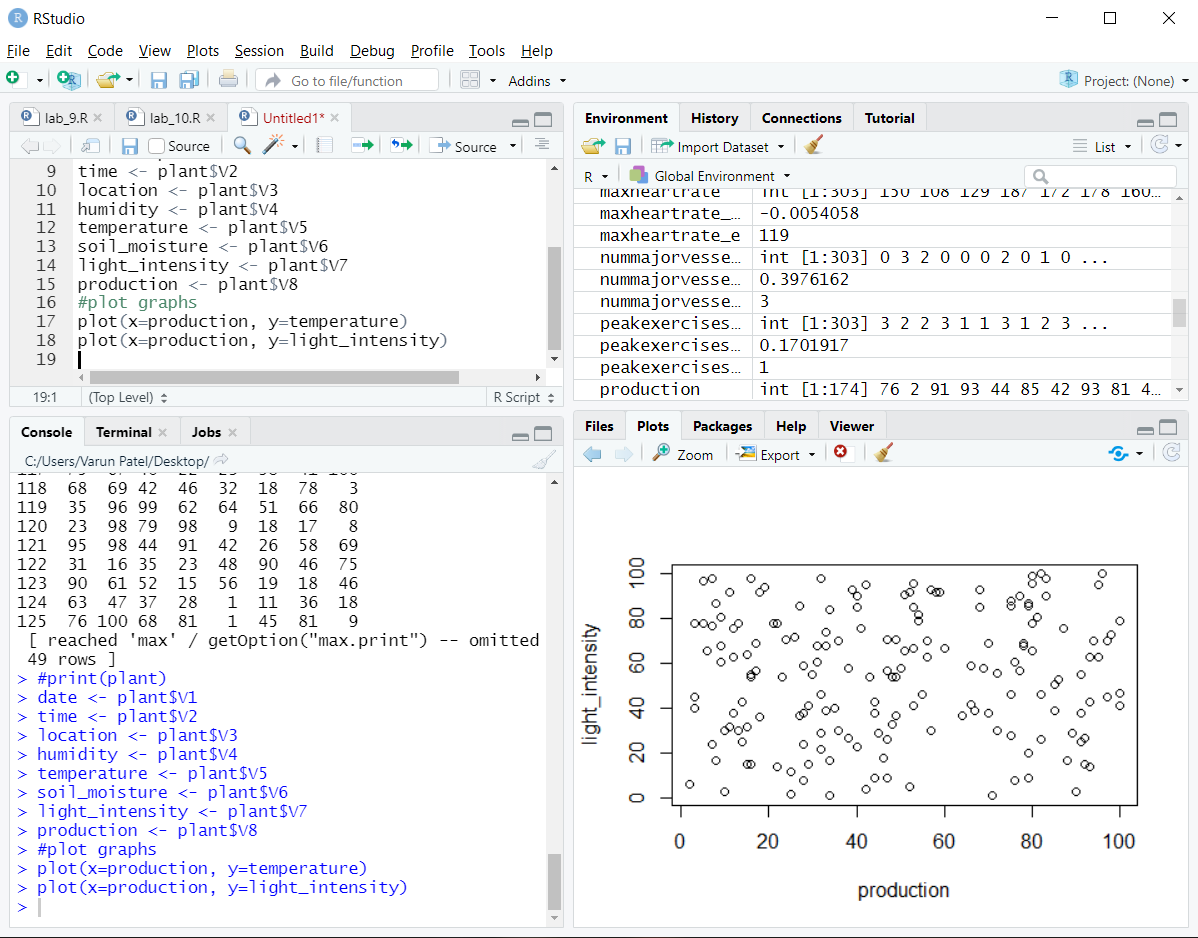 RStudio
File Edit Code View Plots Session Build Debug Profile Tools Help
Go to file/function Addins Project: (None)
lab_9.R lab_10.R Untitled1*
Source Source
9 time <- plant$V2
10 location <- plant$V3
11 humidity <- plant$V4
12 temperature <- plant$V5
13 soil_moisture <- plant$V6
14 light_intensity <- plant$V7
15 production <- plant$V8
16 #plot graphs
17 plot(x=production, y=temperature)
18 plot(x=production, y=light_intensity)
19
19:1 (Top Level) R Script
Console Terminal Jobs
C:/Users/Varun Patel/Desktop/
118 68 69 42 46 32 18 78 3
119 35 96 99 62 64 51 66 80
120 23 98 79 98 9 18 17 8
121 95 98 44 91 42 26 58 69
122 31 16 35 23 48 90 46 75
123 90 61 52 15 56 19 18 46
124 63 47 37 28 1 11 36 18
125 76 100 68 81 1 45 81 9
[ reached 'max' / getOption("max.print") -- omitted
49 rows ]
> #print(plant)
> date <- plant$V1
> time <- plant$V2
> location <- plant$V3
> humidity <- plant$V4
> temperature <- plant$V5
> soil_moisture <- plant$V6
> light_intensity <- plant$V7
> production <- plant$V8
> #plot graphs
> plot(x=production, y=temperature)
> plot(x=production, y=light_intensity)
>
Environment History Connections Tutorial
Import Dataset List
R Global Environment
maxheartrate int [1:303] 150 108 129 187 172 178 160...
maxheartrate_... -0.0054058
maxheartrate_e 119
nummajorvesse... int [1:303] 0 3 2 0 0 0 2 0 1 0 ...
nummajorvesse... 0.3976162
nummajorvesse... 3
peakexercises... int [1:303] 3 2 2 3 1 1 3 1 2 3 ...
peakexercises... 0.1701917
peakexercises... 1
production int [1:174] 76 2 91 93 44 85 42 93 81 4...
Files Plots Packages Help Viewer
Zoom Export
light_intensity
100
80
60
40
20
0
0 20 40 60 80 100
production